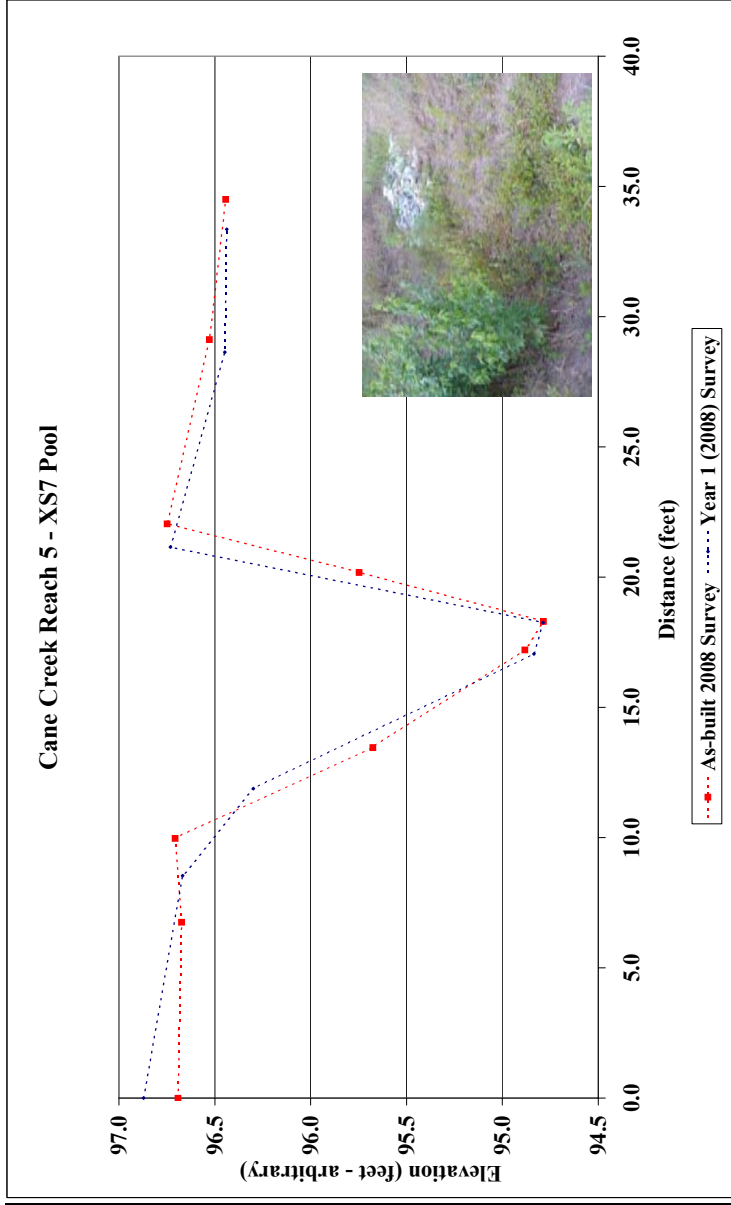 Cane Creek Reach 5 - XS7 Pool
Elevation (feet - arbitrary)
97.0
96.5
96.0
95.5
95.0
94.5
0.0 5.0 10.0 15.0 20.0 25.0 30.0 35.0 40.0
Distance (feet)
As-built 2008 Survey Year 1 (2008) Survey